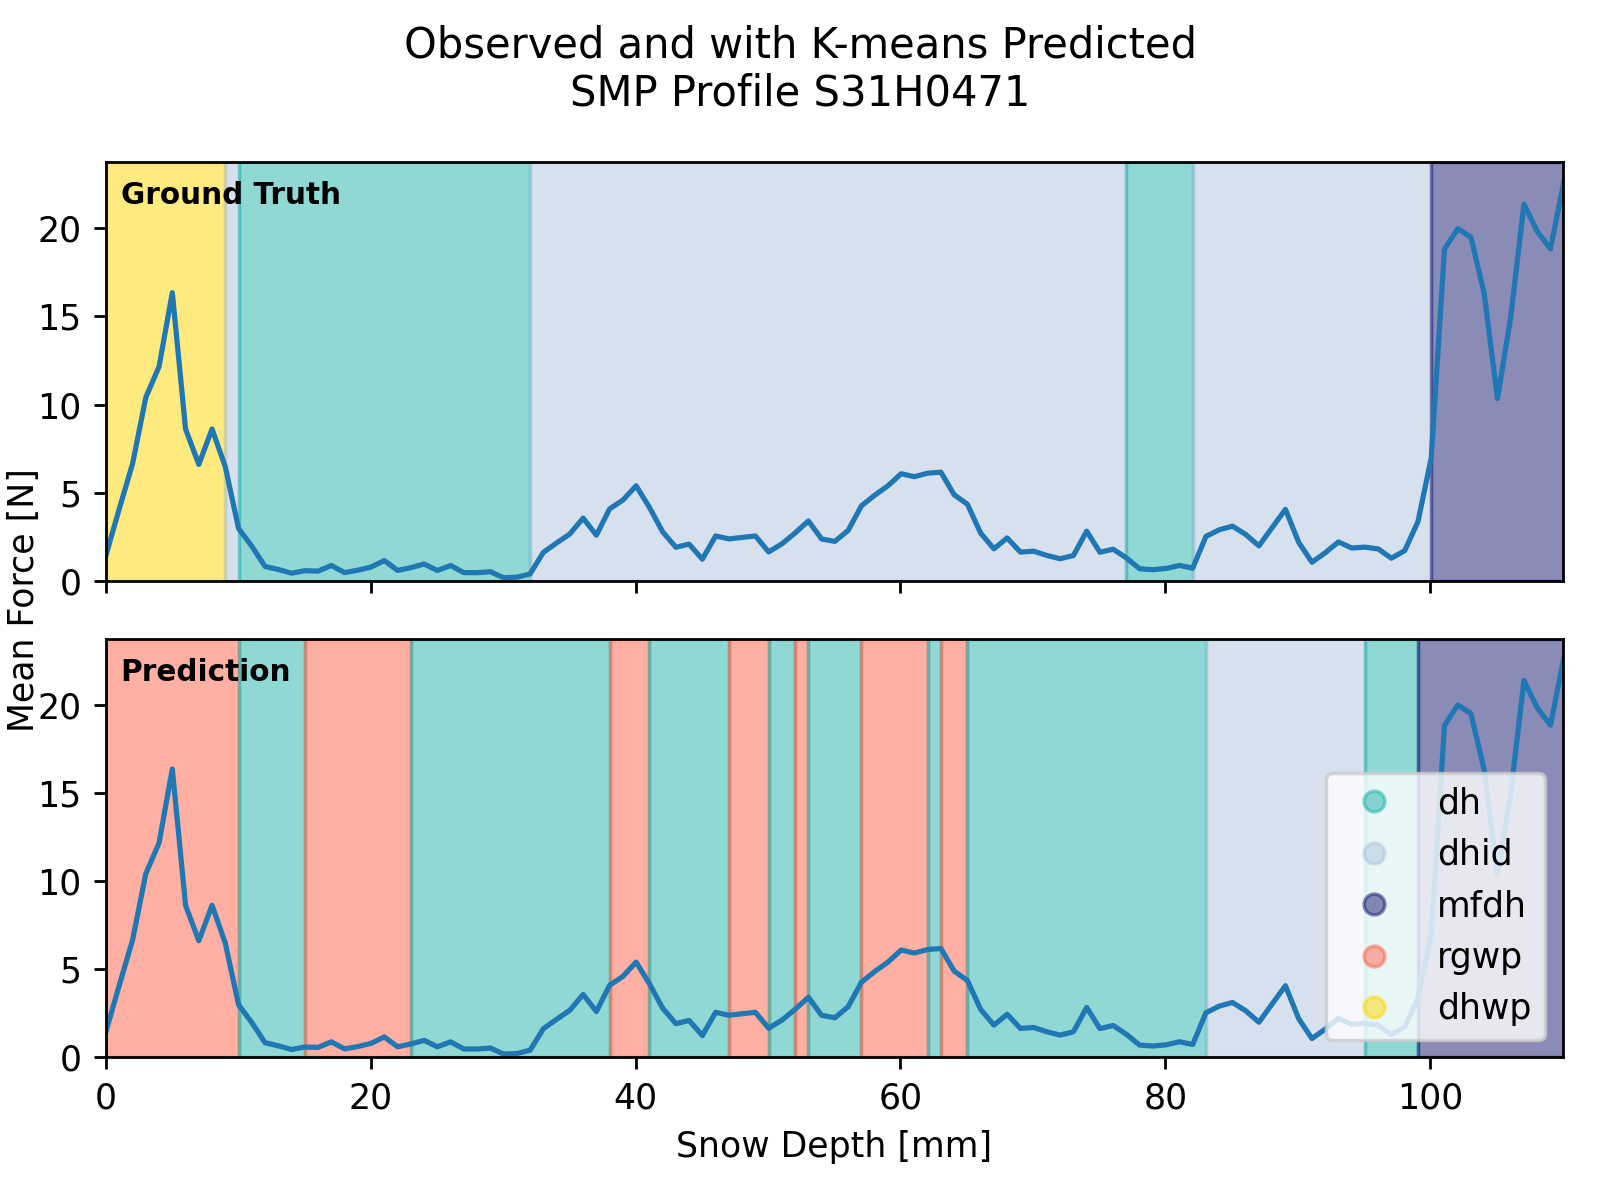 Observed and with K-means Predicted
SMP Profile S31H0471
Ground Truth
20
15
10
5
0
Mean Force [N]
Prediction
20
15
10
5
0
dh
dhid
mfdh
rgwp
dhwp
0 20 40 60 80 100
Snow Depth [mm]